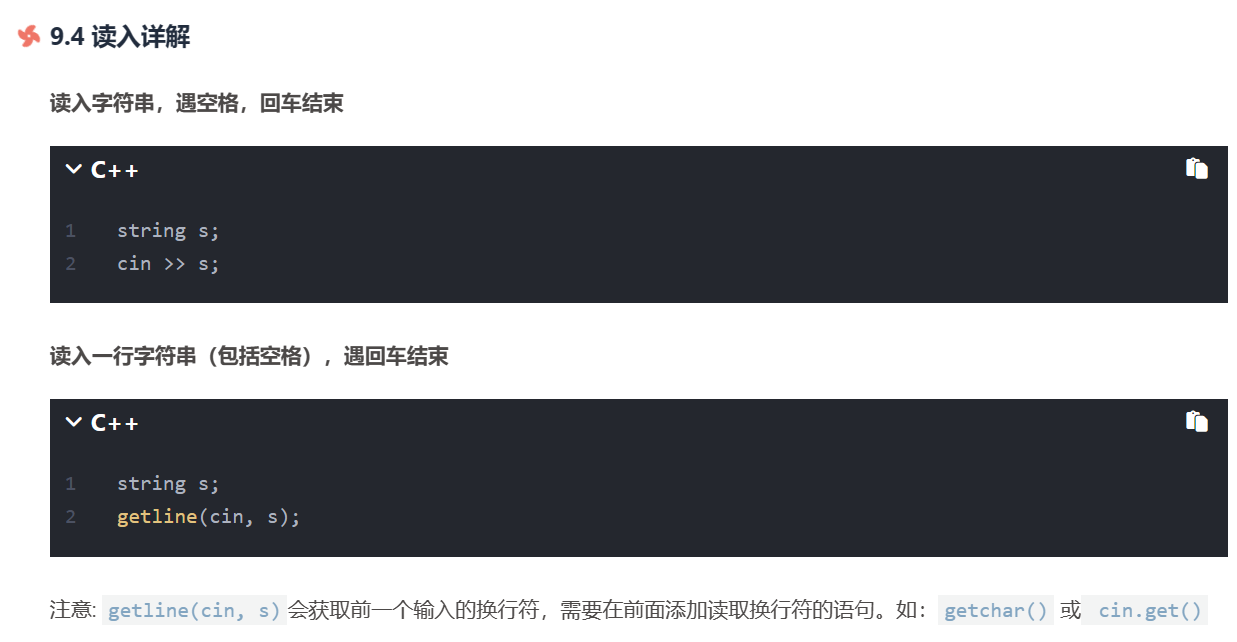 9.4 读入详解
读入字符串，遇空格，回车结束
C++
1 string s;
2 cin >> s;
读入一行字符串（包括空格），遇回车结束
C++
1 string s;
2 getline(cin, s);
注意: getline(cin, s)会获取前一个输入的换行符，需要在前面添加读取换行符的语句。如： getchar() 或 cin.get()